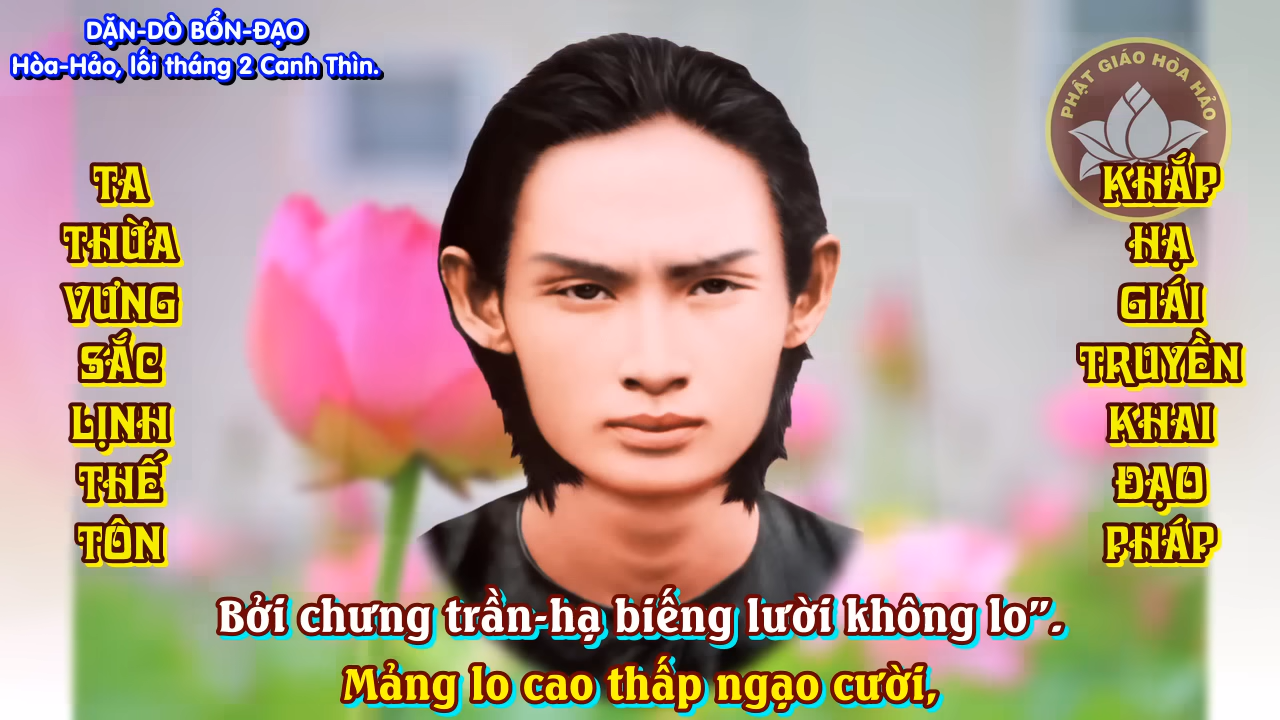 DẶN-DÒ BỔN-ĐẠO
Hòa-Hảo, lối tháng 2 Canh Thìn.
PHẬT GIÁO HÒA HẢO
TA
THỪA
VƯNG
SẮC
LỊNH
THẾ
TÔN
KHẮP
HẠ
GIÁI
TRUYỀN
KHAI
ĐẠO
PHÁP
Bởi chưng trần-hạ biếng lười không lo”.
Mảng lo cao thấp ngạo cười,